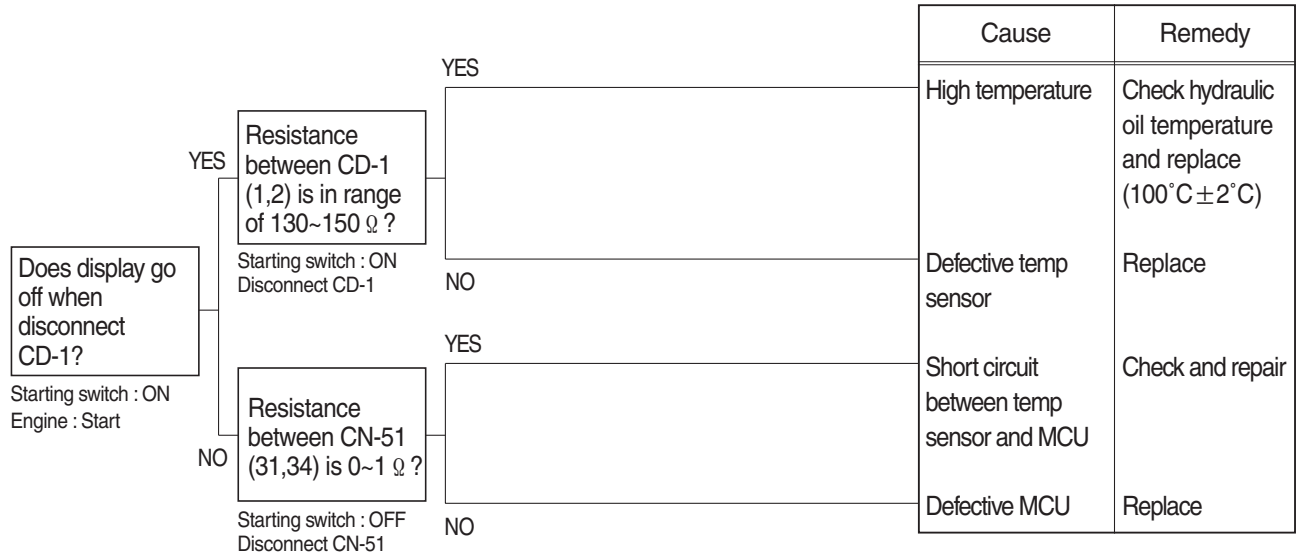 Cause
Remedy
YES
High temperature
Check hydraulic
oil temperature
and replace
(100˚C±2˚C)
YES
Resistance
between CD-1
(1,2) is in range
of 130~150 Ω ?
Starting switch : ON
Disconnect CD-1
NO
Defective temp
sensor
Replace
Does display go
off when
disconnect
CD-1?
Starting switch : ON
Engine : Start
YES
Short circuit
between temp
sensor and MCU
Check and repair
NO
Resistance
between CN-51
(31,34) is 0~1 Ω ?
Starting switch : OFF
Disconnect CN-51
NO
Defective MCU
Replace